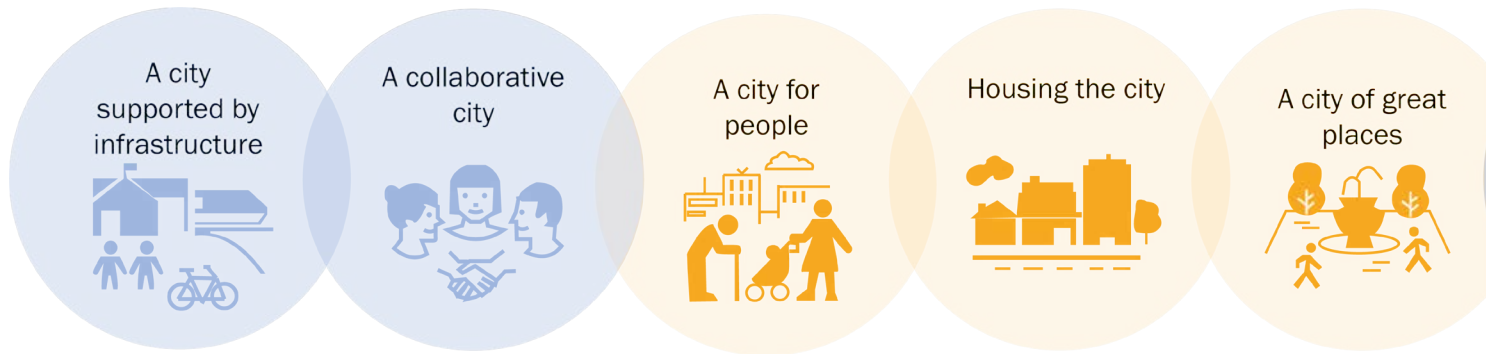 A city
supported by
infrastructure
A collaborative
city
A city for
people
Housing the city
A city of great
places